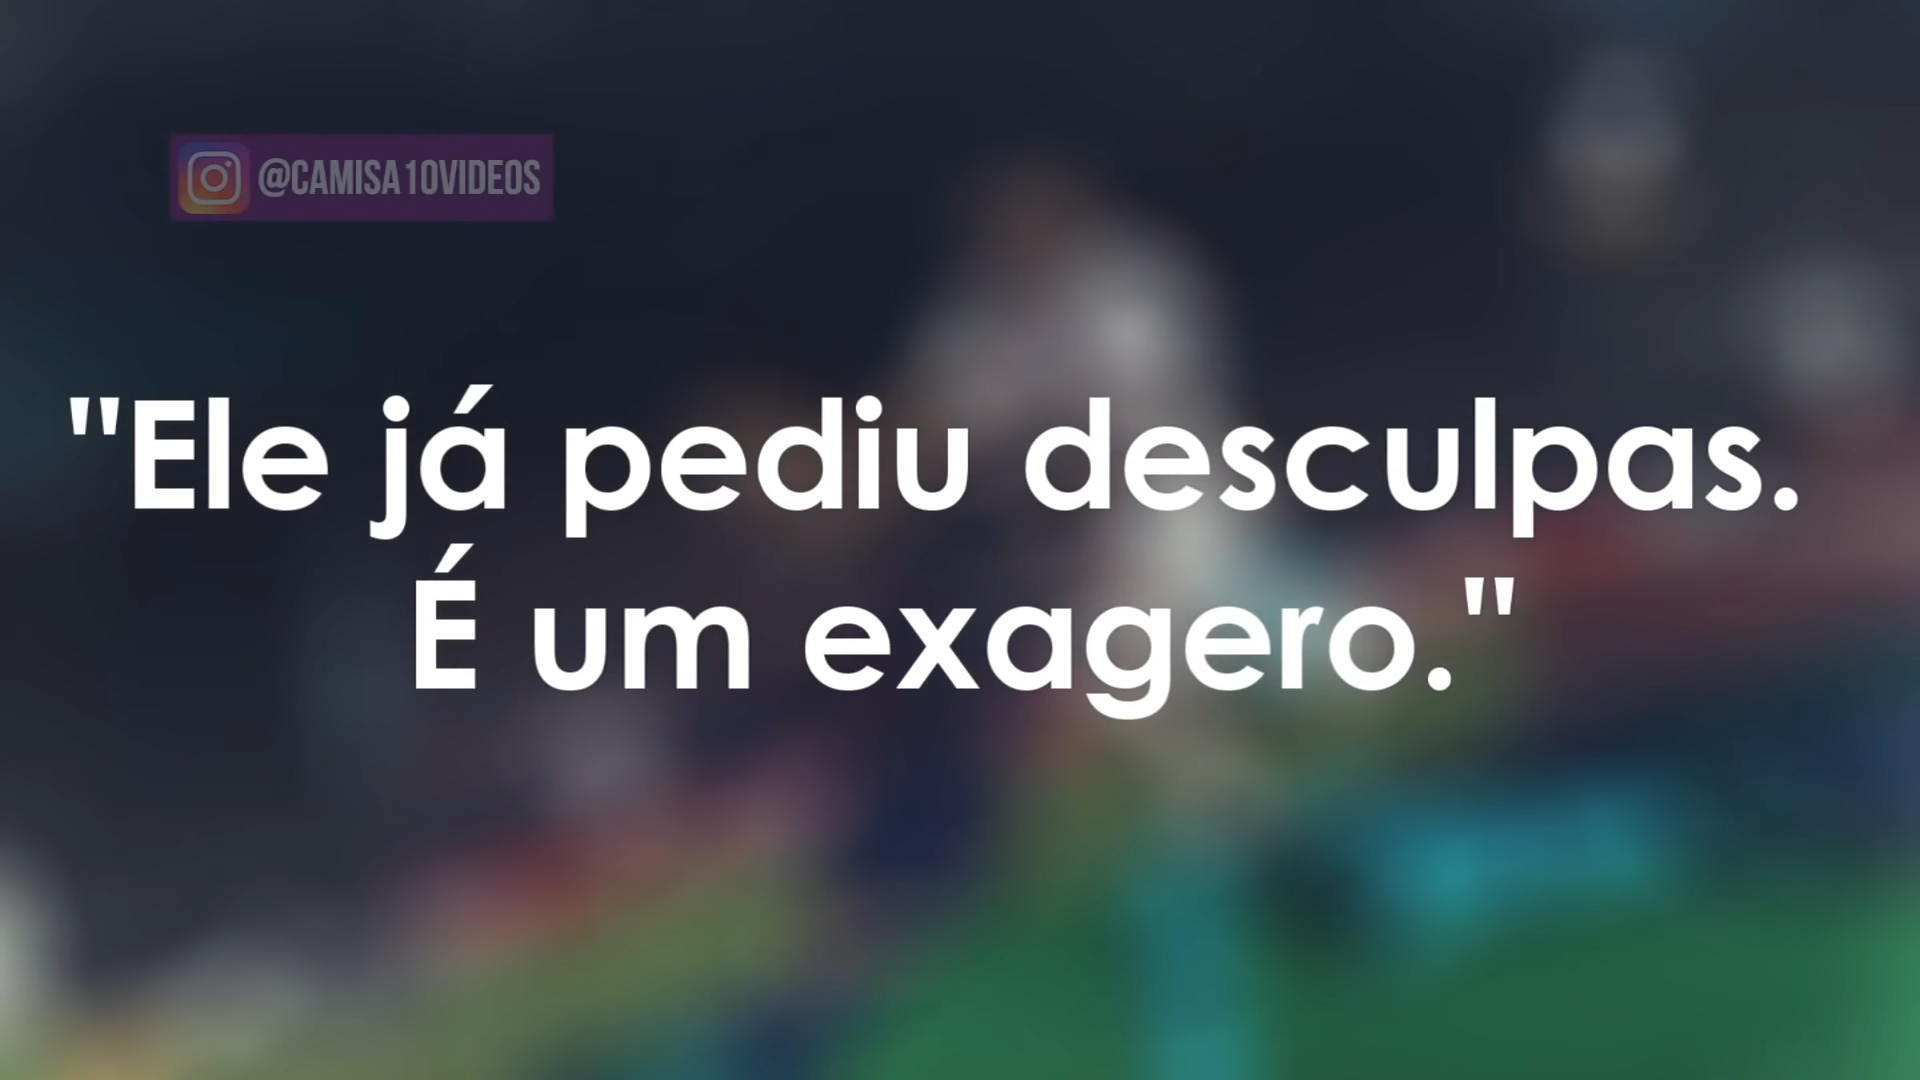 @CAMISA10VIDEOS
"Ele já pediu desculpas.
É um exagero."